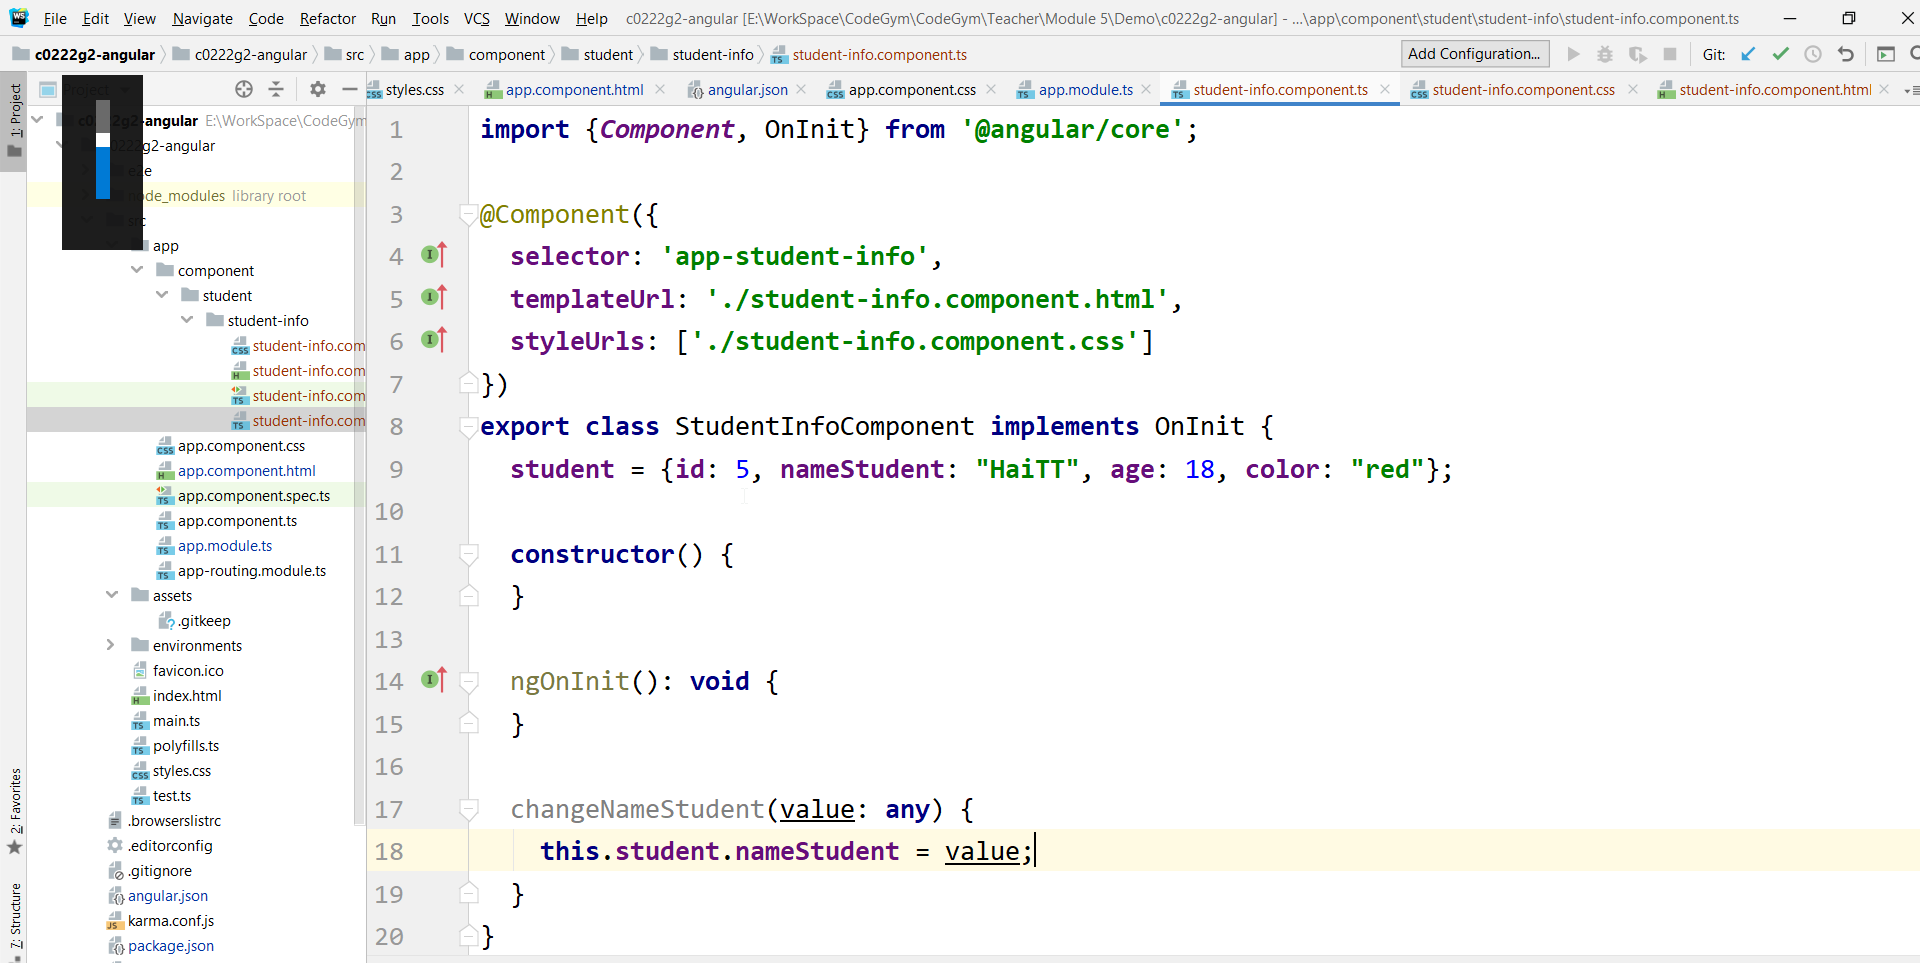 File Edit View Navigate Code Refactor Run Tools VCS Window Help c0222g2-angular [E:\WorkSpace\CodeGym\CodeGym\Teacher\Module 5\Demo\c0222g2-angular] - ...\app\component\student\student-info\student-info.component.ts
c0222g2-angular c0222g2-angular src app component student student-info student-info.component.ts Add Configuration... Git:
styles.css app.component.html angular.json app.component.css app.module.ts student-info.component.ts student-info.component.css student-info.component.html
1: Project
2: Favorites
7: Structure
E:\WorkSpace\CodeGym
node_modules library root
src
app
component
student
student-info
student-info.com
student-info.com
student-info.com
student-info.com
app.component.css
app.component.html
app.component.spec.ts
app.component.ts
app.module.ts
app-routing.module.ts
assets
.gitkeep
environments
favicon.ico
index.html
main.ts
polyfills.ts
styles.css
test.ts
.browserslistrc
.editorconfig
.gitignore
angular.json
karma.conf.js
package.json
1 import {Component, OnInit} from '@angular/core';
2
3 @Component({
4 selector: 'app-student-info',
5 templateUrl: './student-info.component.html',
6 styleUrls: ['./student-info.component.css']
7 })
8 export class StudentInfoComponent implements OnInit {
9 student = {id: 5, nameStudent: "HaiTT", age: 18, color: "red"};
10
11 constructor() {
12 }
13
14 ngOnInit(): void {
15 }
16
17 changeNameStudent(value: any) {
18 this.student.nameStudent = value;
19 }
20 }